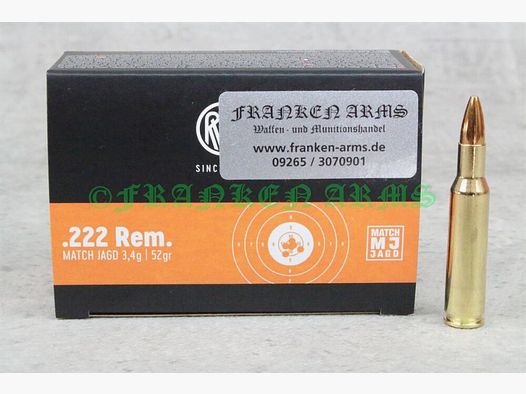 RW
SINC
FRANKEN ARMS
Waffen- und Munitionshandel
www.franken-arms.de
09265 / 3070901
©FRANKEN ARMS
.222 Rem.
MATCH JAGD 3,4g | 52gr
MATCH
MJ
JAGD